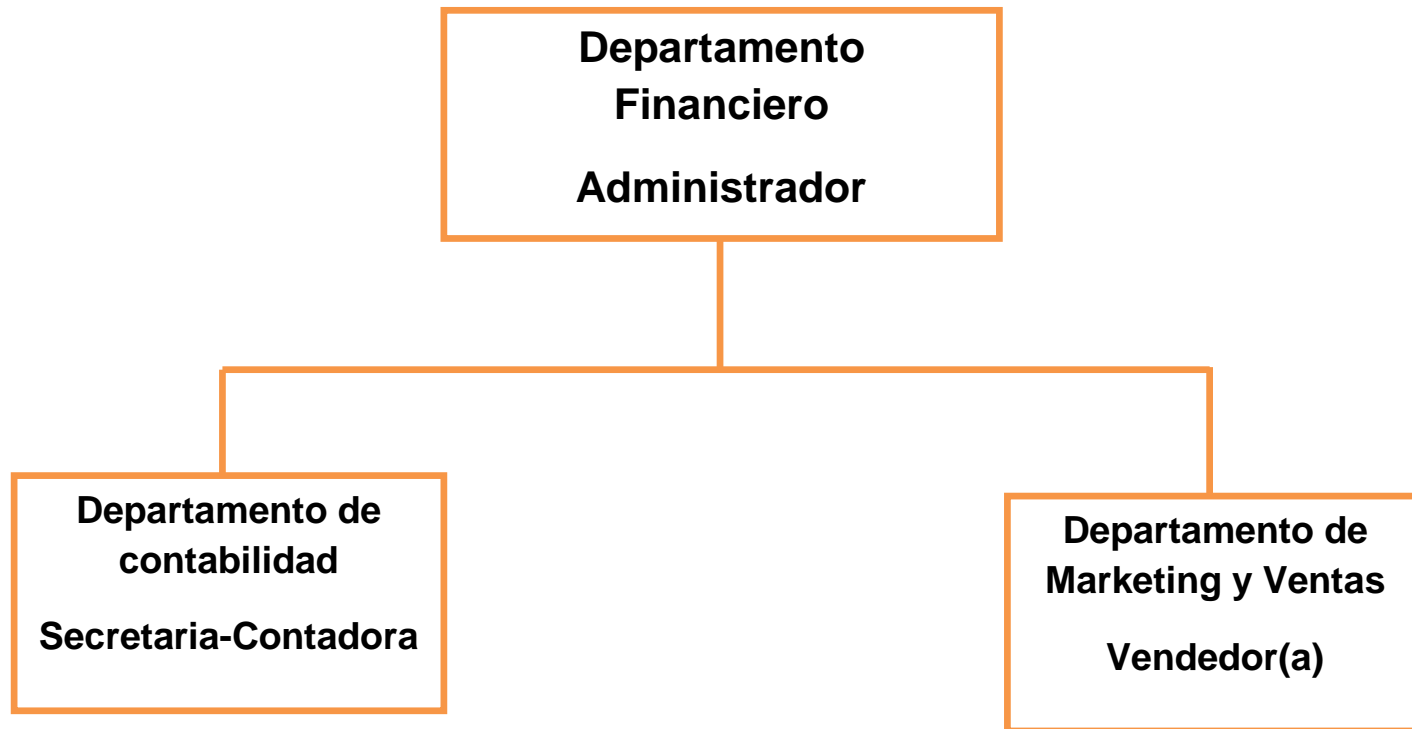 Departamento
Financiero
Administrador
Departamento de
contabilidad
Secretaria-Contadora
Departamento de
Marketing y Ventas
Vendedor(a)